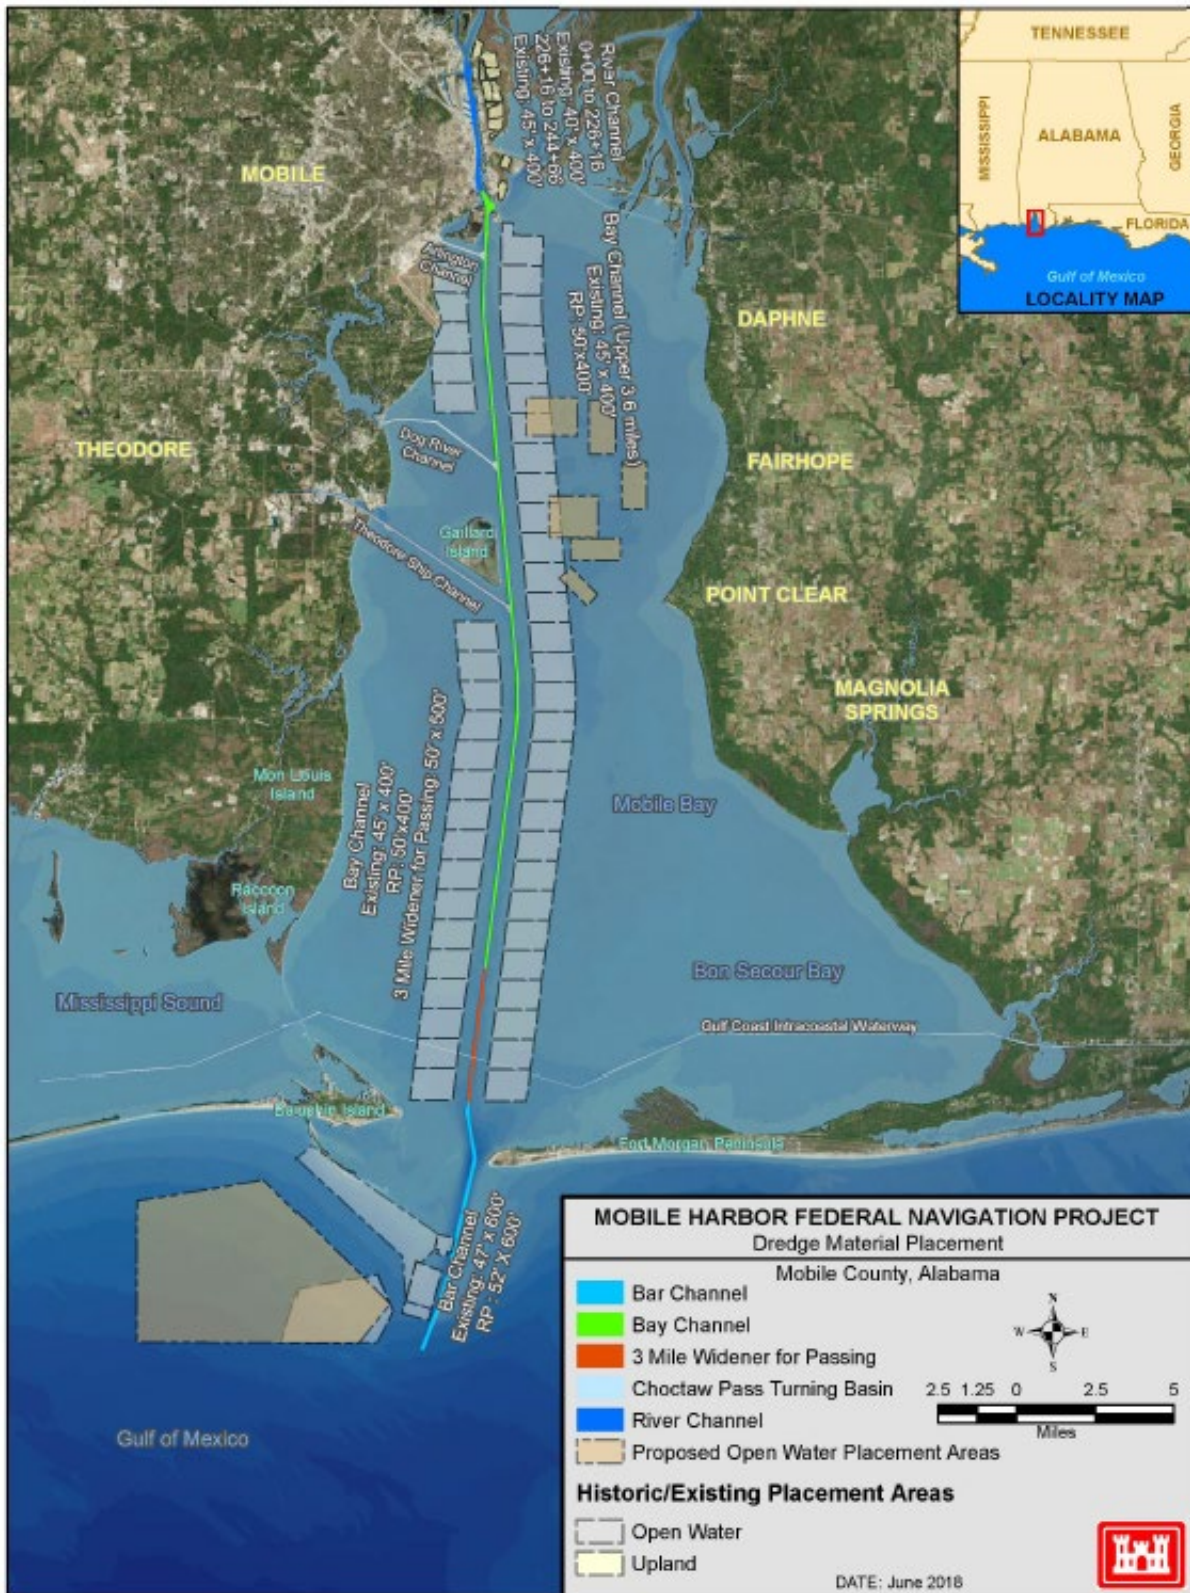 River Channel
0+00 to 226+16
Existing: 40' x 400'
226+16 to 244+66
Existing: 45' x 400'
TENNESSEE
MISSISSIPPI
ALABAMA
GEORGIA
FLORIDA
Gulf of Mexico
LOCALITY MAP
MOBILE
Arlington
Channel
Bay Channel (Upper 3.6 miles)
Existing: 45' x 400'
RP: 50'x400'
DAPHNE
THEODORE
Dog River
Channel
FAIRHOPE
Gaillard
Island
Theodore Ship Channel
POINT CLEAR
MAGNOLIA
SPRINGS
Mon Louis
Island
Bay Channel
Existing: 45' x 400'
RP: 50'x400'
3 Mile Widener for Passing: 50' x 500'
Mobile Bay
Raccoon
Island
Mississippi Sound
Bon Secour Bay
Gulf Coast Intracoastal Waterway
Dauphin Island
Fort Morgan Peninsula
Bar Channel
Existing: 47' x 600'
RP : 52' X 600'
Gulf of Mexico
MOBILE HARBOR FEDERAL NAVIGATION PROJECT
Dredge Material Placement
Mobile County, Alabama
Bar Channel
Bay Channel
3 Mile Widener for Passing
Choctaw Pass Turning Basin
River Channel
Proposed Open Water Placement Areas
N
W E
S
2.5 1.25 0 2.5 5
Miles
Historic/Existing Placement Areas
Open Water
Upland
DATE: June 2018